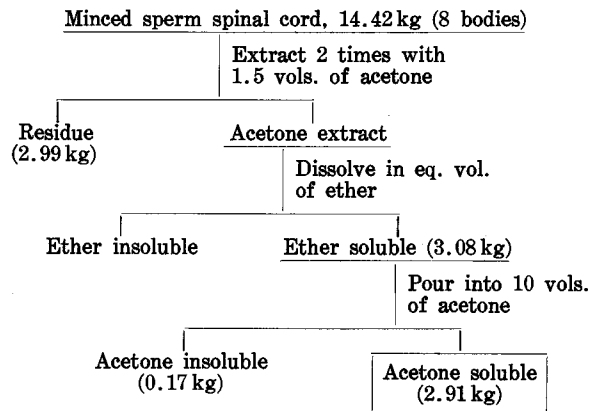 Minced sperm spinal cord, 14.42 kg (8 bodies)
Extract 2 times with
1.5 vols. of acetone
Residue
(2.99 kg)
Acetone extract
Dissolve in eq. vol.
of ether
Ether insoluble
Ether soluble (3.08 kg)
Pour into 10 vols.
of acetone
Acetone insoluble
(0.17 kg)
Acetone soluble
(2.91 kg)